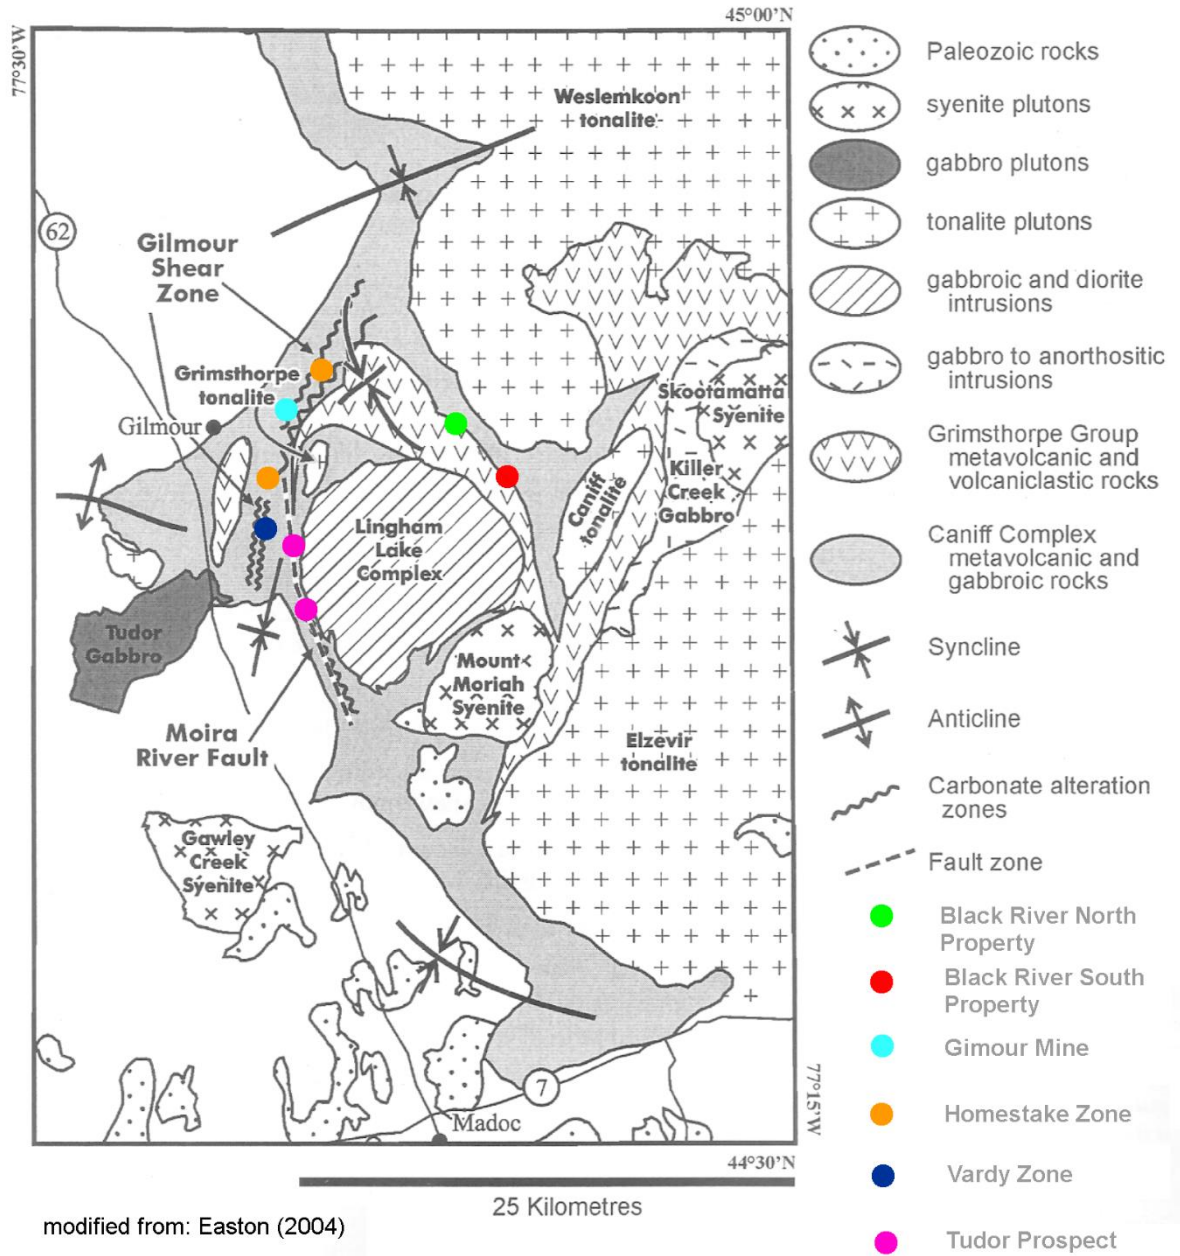 45°00'N
77°30'W
Weslemkoon
tonalite
62
Gilmour
Shear
Zone
Grimsthorpe
tonalite
Gilmour
Skootamatta
Syenite
Killer
Creek
Gabbro
Caniff
tonalite
Lingham
Lake
Complex
Tudor
Gabbro
Mount
Moriah
Syenite
Moira
River Fault
Elzevir
tonalite
Gawley
Creek
Syenite
7
Madoc
77°15'W
44°30'N
25 Kilometres
modified from: Easton (2004)
Paleozoic rocks
syenite plutons
gabbro plutons
tonalite plutons
gabbroic and diorite
intrusions
gabbro to anorthositic
intrusions
Grimsthorpe Group
metavolcanic and
volcaniclastic rocks
Caniff Complex
metavolcanic and
gabbroic rocks
Syncline
Anticline
Carbonate alteration
zones
Fault zone
Black River North
Property
Black River South
Property
Gimour Mine
Homestake Zone
Vardy Zone
Tudor Prospect